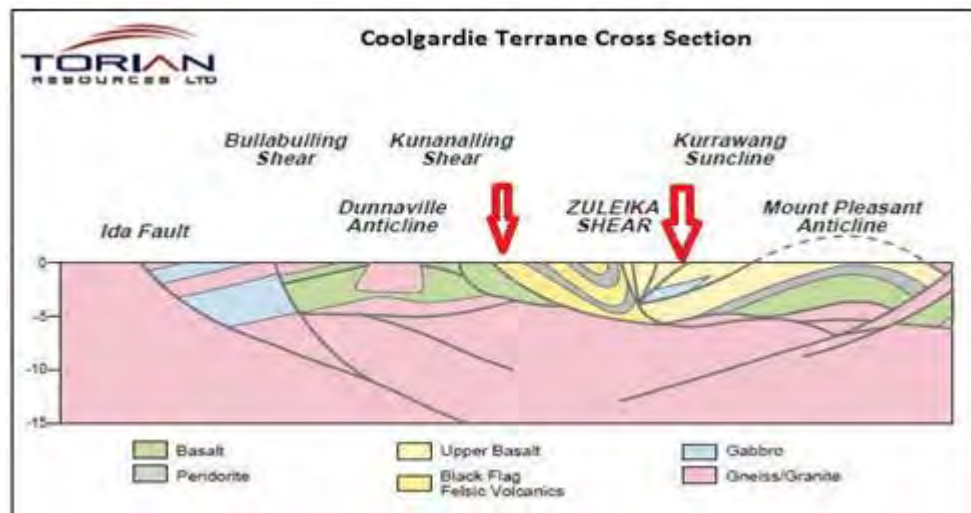 TORIAN
RESOURCES LTD
Coolgardie Terrane Cross Section
Bullabulling
Shear
Kunanalling
Shear
Kurrawang
Suncline
Ida Fault
Dunnaville
Anticline
ZULEIKA
SHEAR
Mount Pleasant
Anticline
0
-5
-10
-15
Basalt
Peridorite
Upper Basalt
Black Flag
Felsic Volcanics
Gabbro
Gneiss/Granite